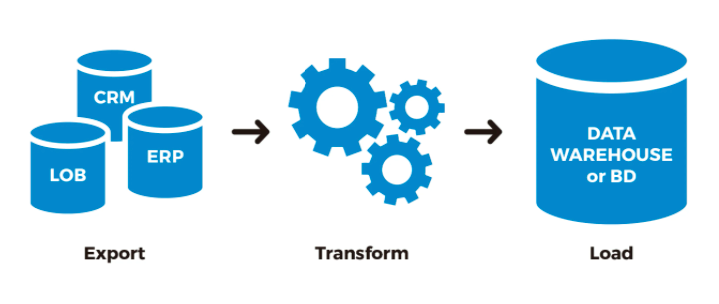 CRM
LOB
ERP
DATA
WAREHOUSE
or BD
Export
Transform
Load